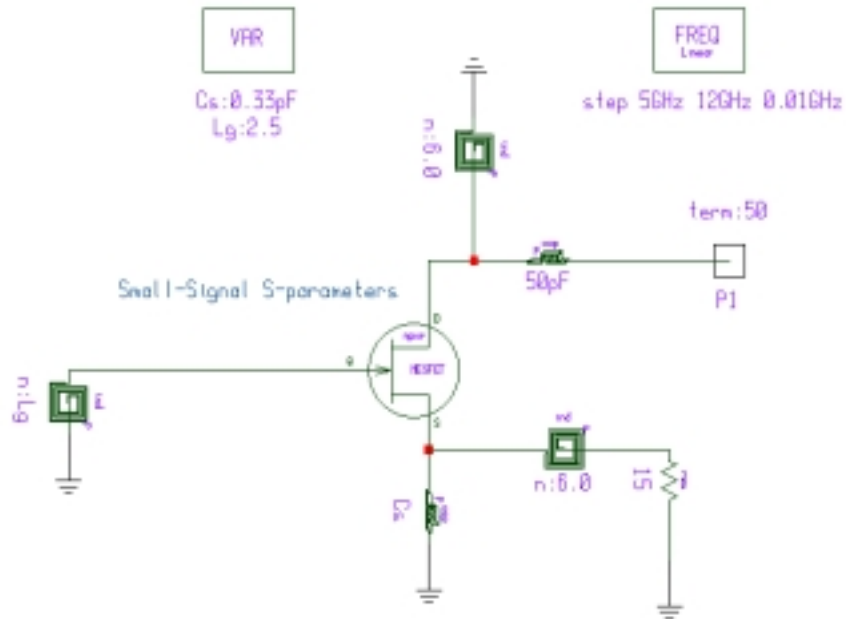 VAR
FREQ
Linear
Cs:0.33pF
Lg:2.5
step 5GHz 12GHz 0.01GHz
n:6.0
term:50
50pF
P1
Small-Signal S-parameters
D
G
MESFET
S
n:Lg
n:6.0
15
Cs